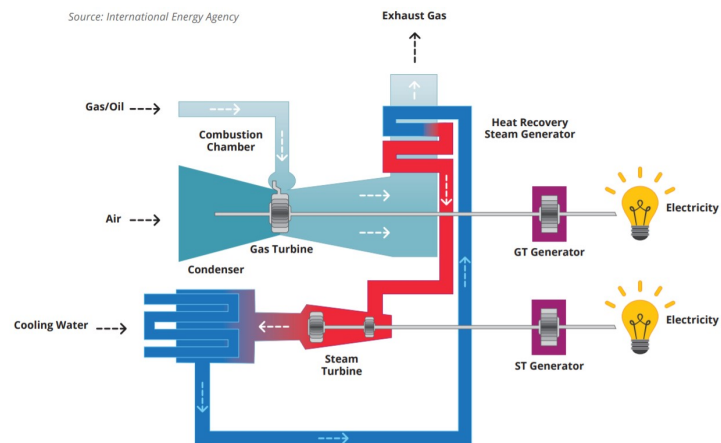 Source: International Energy Agency
Exhaust Gas
Gas/Oil
Combustion
Chamber
Heat Recovery
Steam Generator
Air
Gas Turbine
Condenser
GT Generator
Electricity
Cooling Water
Steam
Turbine
ST Generator
Electricity